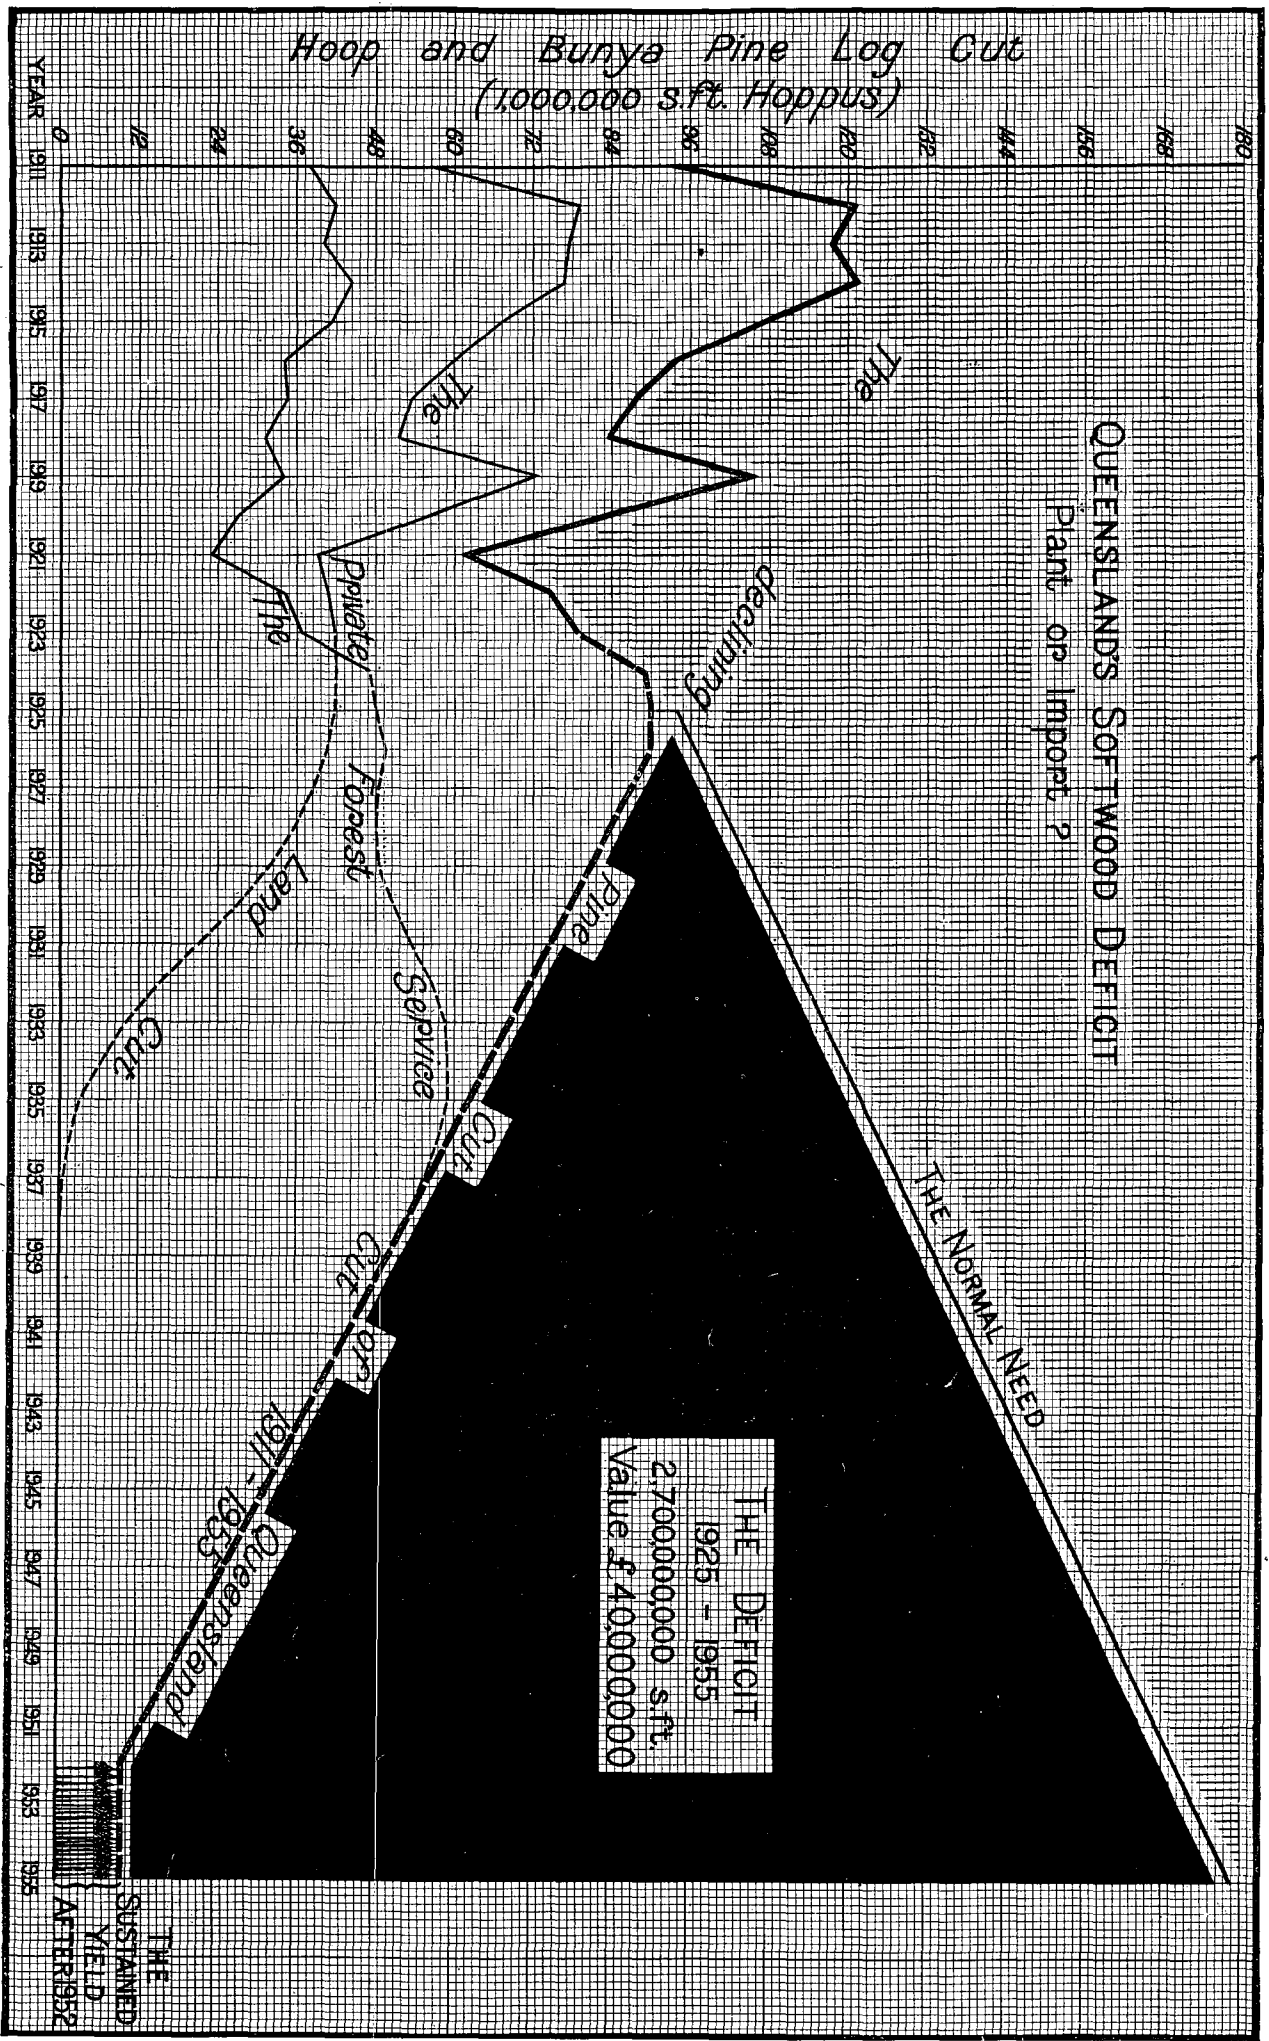 QUEENSLAND'S SOFTWOOD DEFICIT
Plant or Import ?
Hoop and Bunya Pine Log Cut
(1,000,000 s.ft. Hoppus)
180
168
156
144
132
120
108
96
84
72
60
48
36
24
12
0
YEAR 1911 1913 1915 1917 1919 1921 1923 1925 1927 1929 1931 1933 1935 1937 1939 1941 1943 1945 1947 1949 1951 1953 1955
The declining Pine Cut or Queensland
The Forest Service Cut 1911 - 1955
The Private Land Cut
THE NORMAL NEED
THE DEFICIT
1925 - 1955
2,700,000,000 s.ft.
Value £40,000,000
THE
SUSTAINED
YIELD
AFTER 1952